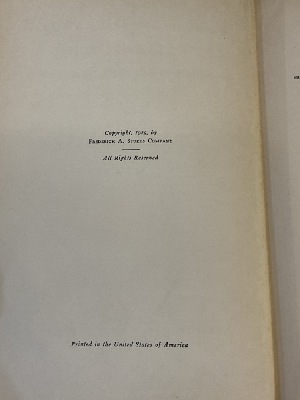 Copyright, by
FREDERICK A. STOKES COMPANY
All Rights Reserved
Printed in the United States of America